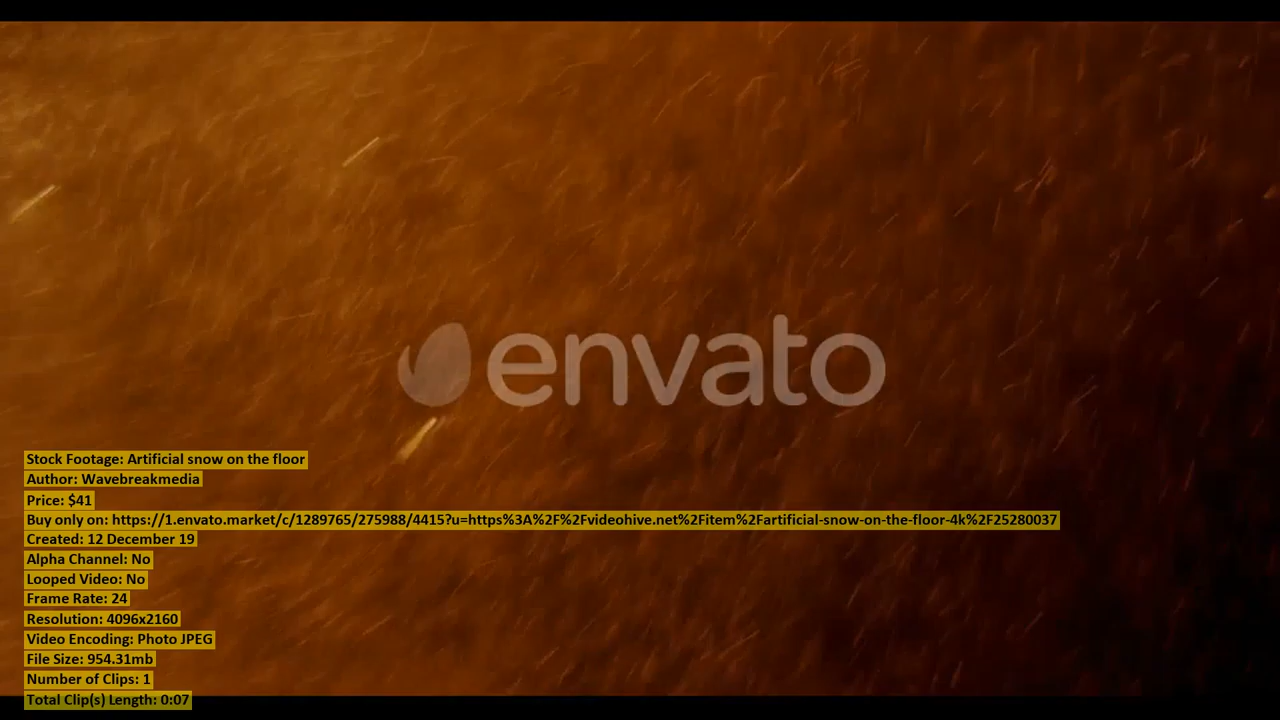 envato
Stock Footage: Artificial snow on the floor
Author: Wavebreakmedia
Price: $41
Buy only on: https://1.envato.market/c/1289765/275988/4415?u=https%3A%2F%2Fvideohive.net%2Fitem%2Fartificial-snow-on-the-floor-4k%2F25280037
Created: 12 December 19
Alpha Channel: No
Looped Video: No
Frame Rate: 24
Resolution: 4096x2160
Video Encoding: Photo JPEG
File Size: 954.31mb
Number of Clips: 1
Total Clip(s) Length: 0:07